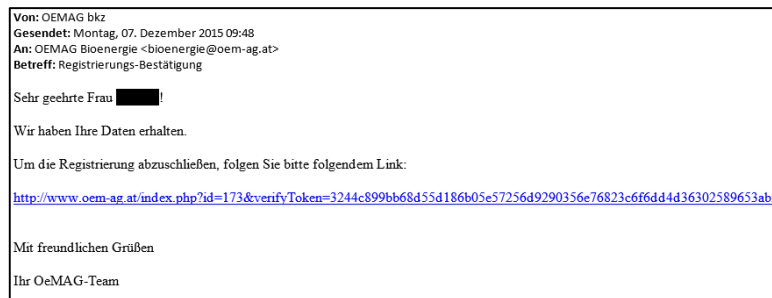 Von: OEMAG bkz
Gesendet: Montag, 07. Dezember 2015 09:48
An: OEMAG Bioenergie <bioenergie@oem-ag.at>
Betreff: Registrierungs-Bestätigung
Sehr geehrte Frau !
Wir haben Ihre Daten erhalten.
Um die Registrierung abzuschließen, folgen Sie bitte folgendem Link:
http://www.oem-ag.at/index.php?id=173&verifyToken=3244c899bb68d55d186b05e57256d9290356e76823c6f6dd4d36302589653ab
Mit freundlichen Grüßen
Ihr OeMAG-Team